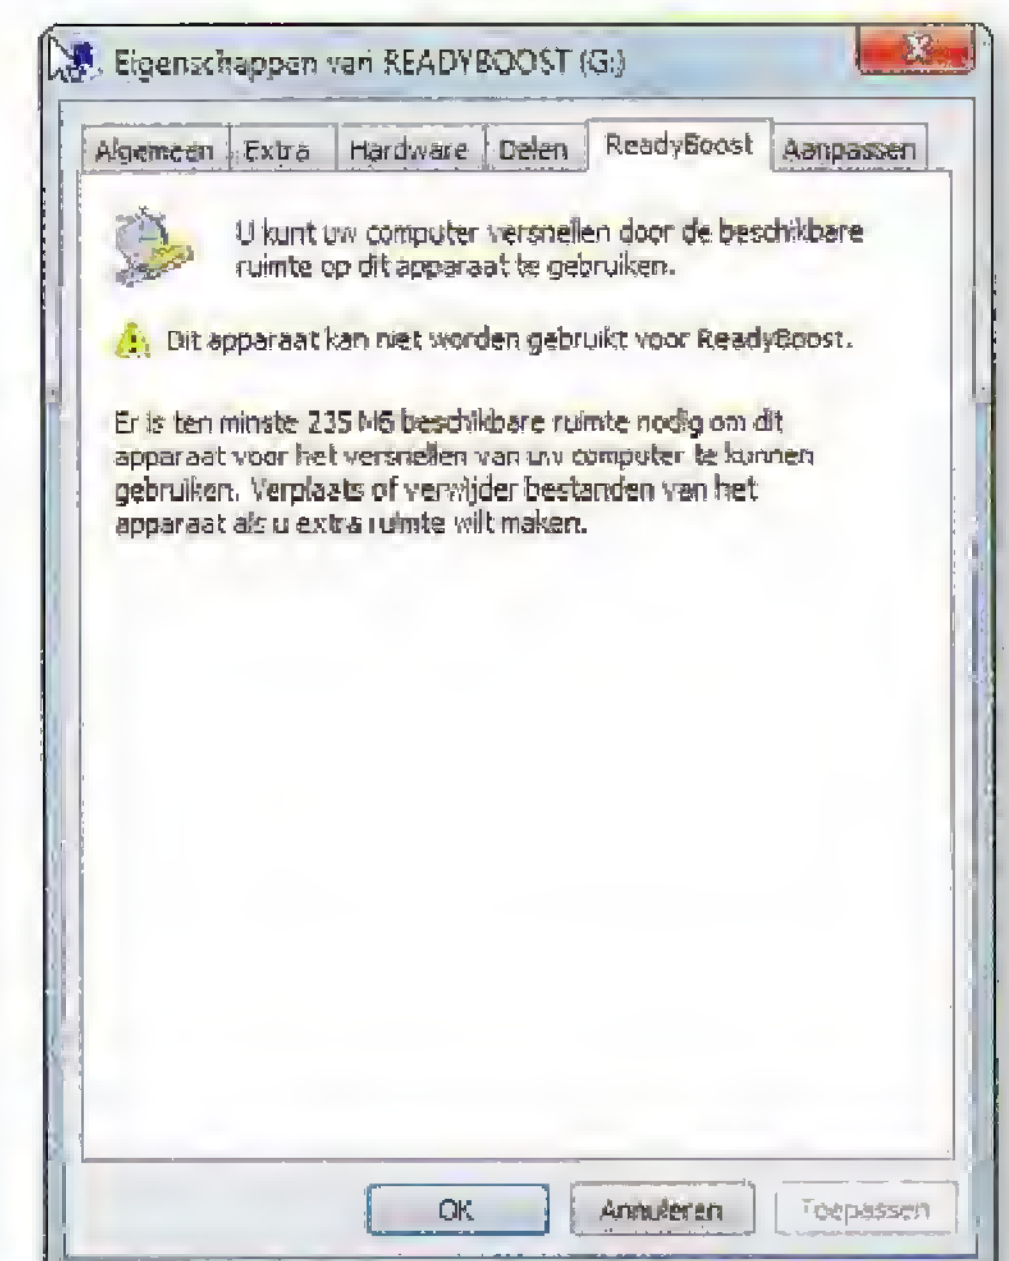 Eigenschappen van READYBOOST (G:)
Algemeen Extra Hardware Delen ReadyBoost Aanpassen
U kunt uw computer versnellen door de beschikbare
ruimte op dit apparaat te gebruiken.
Dit apparaat kan niet worden gebruikt voor ReadyBoost.
Er is ten minste 235 MB beschikbare ruimte nodig om dit
apparaat voor het versnellen van uw computer te kunnen
gebruiken. Verplaats of verwijder bestanden van het
apparaat als u extra ruimte wilt maken.
OK Annuleren Toepassen